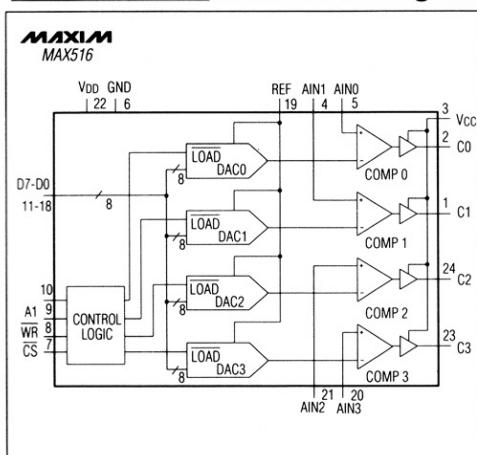 MAXIM
MAX516
VDD GND
22 6
REF AIN1 AIN0
19 4 5
3
VCC
2
C0
LOAD
DAC0
8
COMP 0
D7-D0
11-18
8
LOAD
DAC1
8
COMP 1
1
C1
LOAD
DAC2
8
COMP 2
24
C2
10
A1 9
WR 8
CS 7
CONTROL
LOGIC
LOAD
DAC3
8
COMP 3
23
C3
21 20
AIN2 AIN3